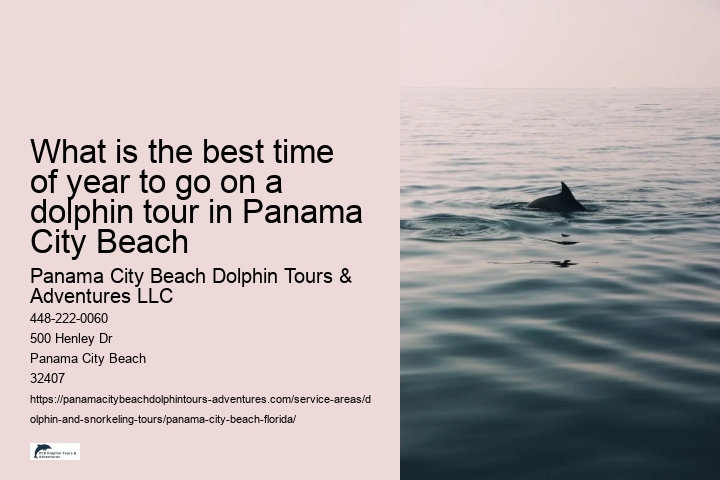 What is the best time
of year to go on a
dolphin tour in Panama
City Beach
Panama City Beach Dolphin Tours &
Adventures LLC
448-222-0060
500 Henley Dr
Panama City Beach
32407
https://panamacitybeachdolphintours-adventures.com/service-areas/d
olphin-and-snorkeling-tours/panama-city-beach-florida/
PCB Dolphin Tours &
Adventures